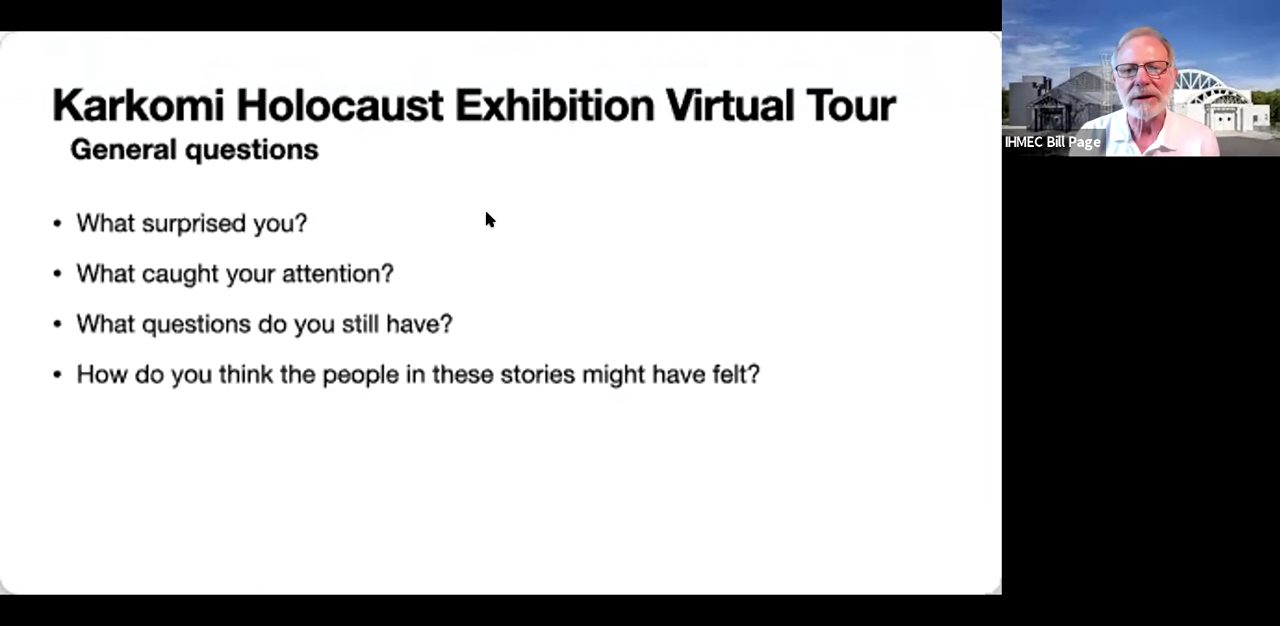 Karkomi Holocaust Exhibition Virtual Tour
General questions
• What surprised you?
• What caught your attention?
• What questions do you still have?
• How do you think the people in these stories might have felt?
IHMEC Bill Page